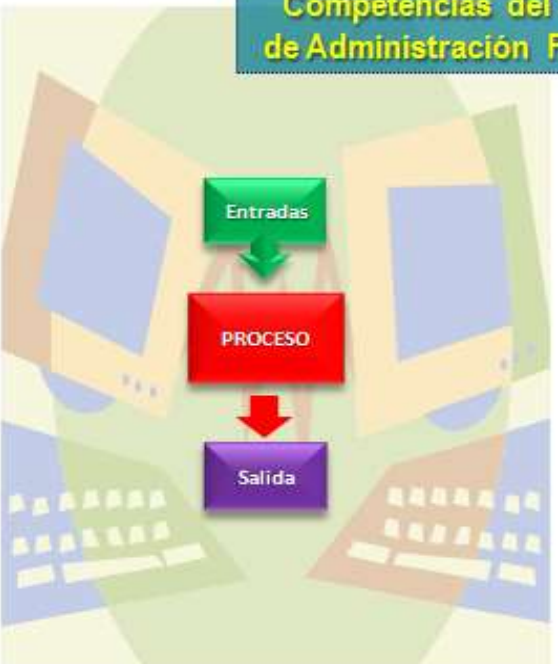 Competencias del
de Administración
Entradas
PROCESO
Salida